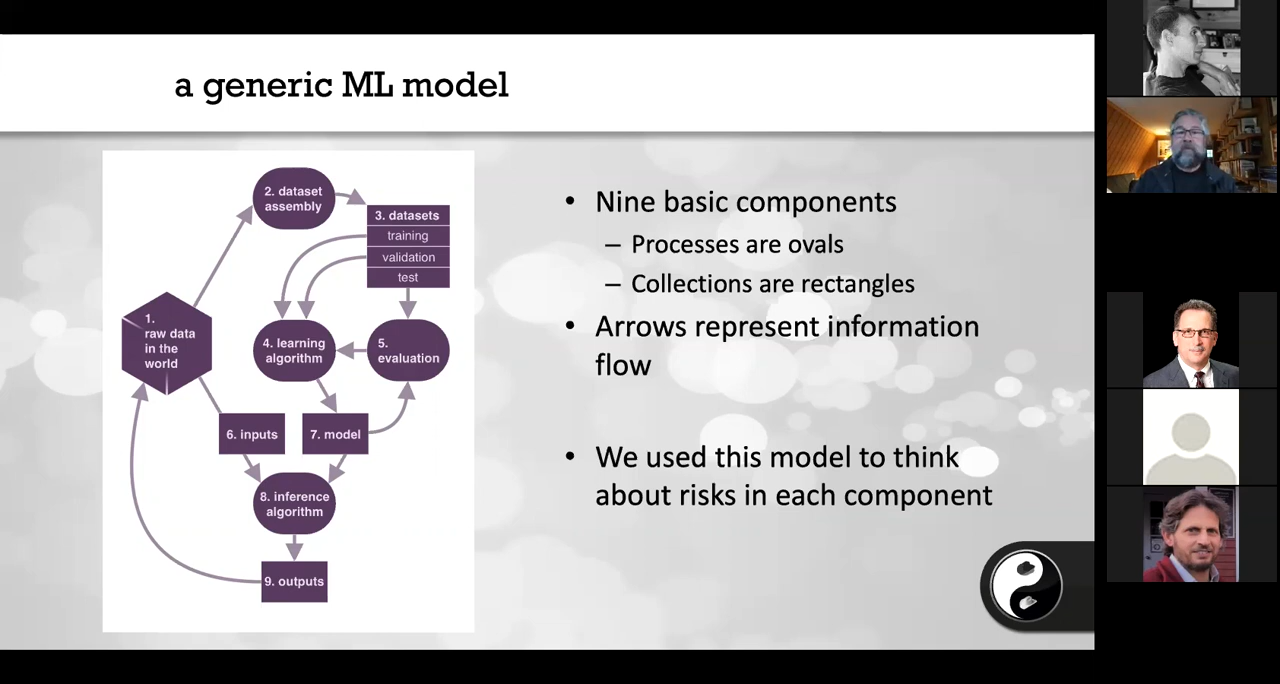 a generic ML model
2. dataset
assembly
3. datasets
training
validation
test
1.
raw data
in the
world
4. learning
algorithm
5.
evaluation
6. inputs
7. model
8. inference
algorithm
9. outputs
• Nine basic components
– Processes are ovals
– Collections are rectangles
• Arrows represent information
flow
• We used this model to think
about risks in each component